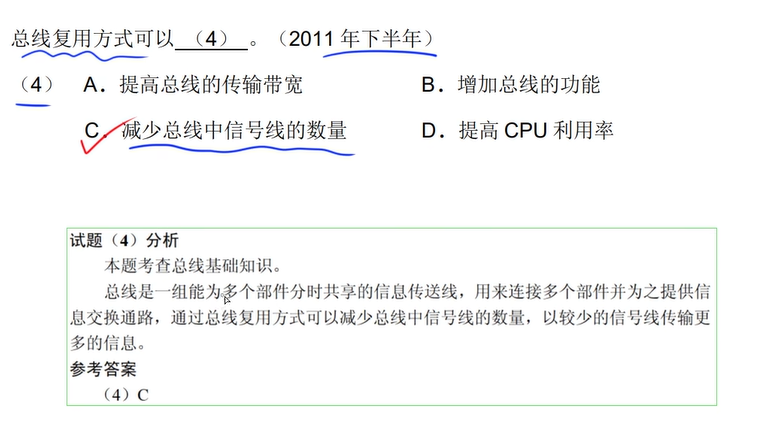 总线复用方式可以 （4） 。（2011 年下半年）
（4） A．提高总线的传输带宽 B．增加总线的功能
C．减少总线中信号线的数量 D．提高 CPU 利用率
试题（4）分析
本题考查总线基础知识。
总线是一组能为多个部件分时共享的信息传送线，用来连接多个部件并为之提供信
息交换通路，通过总线复用方式可以减少总线中信号线的数量，以较少的信号线传输更
多的信息。
参考答案
（4）C